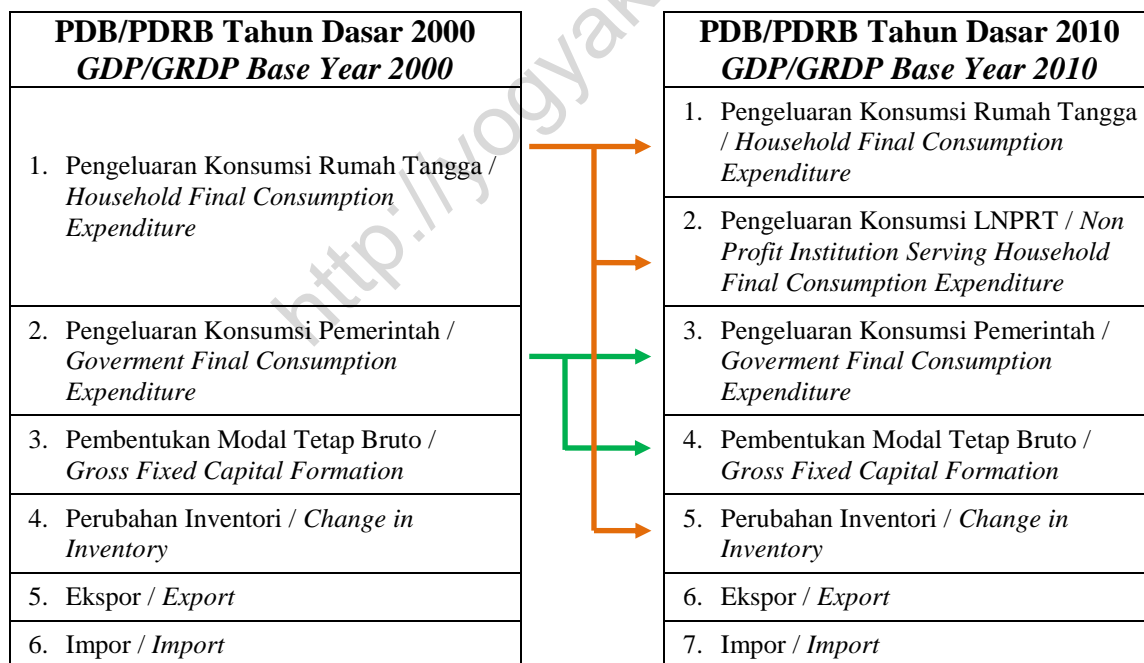 PDB/PDRB Tahun Dasar 2000
GDP/GRDP Base Year 2000
1. Pengeluaran Konsumsi Rumah Tangga /
Household Final Consumption
Expenditure
2. Pengeluaran Konsumsi Pemerintah /
Goverment Final Consumption
Expenditure
3. Pembentukan Modal Tetap Bruto /
Gross Fixed Capital Formation
4. Perubahan Inventori / Change in
Inventory
5. Ekspor / Export
6. Impor / Import
PDB/PDRB Tahun Dasar 2010
GDP/GRDP Base Year 2010
1. Pengeluaran Konsumsi Rumah Tangga
/ Household Final Consumption
Expenditure
2. Pengeluaran Konsumsi LNPRT / Non
Profit Institution Serving Household
Final Consumption Expenditure
3. Pengeluaran Konsumsi Pemerintah /
Goverment Final Consumption
Expenditure
4. Pembentukan Modal Tetap Bruto /
Gross Fixed Capital Formation
5. Perubahan Inventori / Change in
Inventory
6. Ekspor / Export
7. Impor / Import